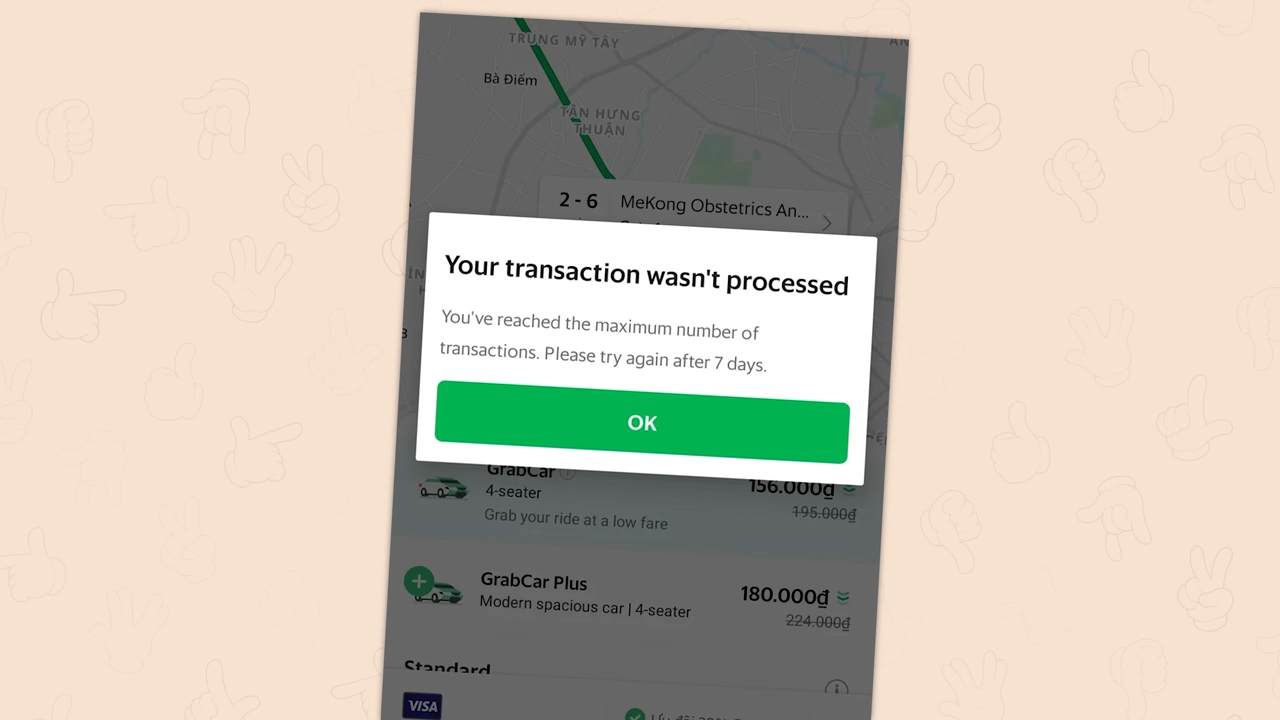 TRUNG MỸ TÂY
Bà Điểm
TÂN HƯNG
THUẬN
2 - 6 MeKong Obstetrics An...
Your transaction wasn't processed
You've reached the maximum number of
transactions. Please try again after 7 days.
OK
GrabCar 156.000₫
4-seater 195.000₫
Grab your ride at a low fare
GrabCar Plus 180.000₫
Modern spacious car | 4-seater 224.000₫
Standard
VISA